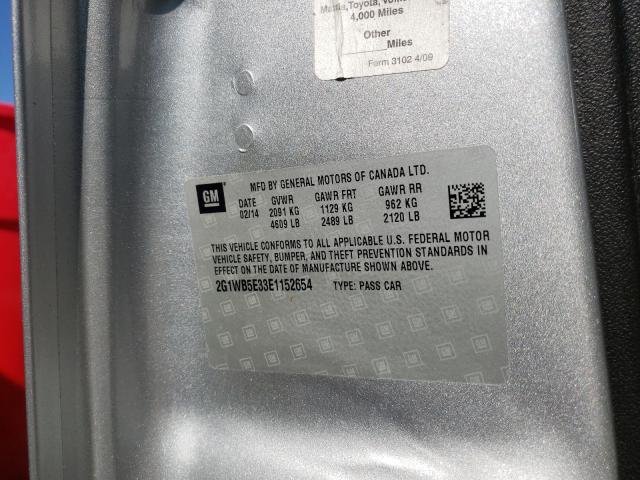 4,000 Miles
Other
Miles
Form 3102 4/09
GM
MFD BY GENERAL MOTORS OF CANADA LTD.
DATE GVWR GAWR FRT GAWR RR
02/14 2091 KG 1129 KG 962 KG
4609 LB 2489 LB 2120 LB
THIS VEHICLE CONFORMS TO ALL APPLICABLE U.S. FEDERAL MOTOR
VEHICLE SAFETY, BUMPER, AND THEFT PREVENTION STANDARDS IN
EFFECT ON THE DATE OF MANUFACTURE SHOWN ABOVE.
2G1WB5E33E1152654 TYPE: PASS CAR